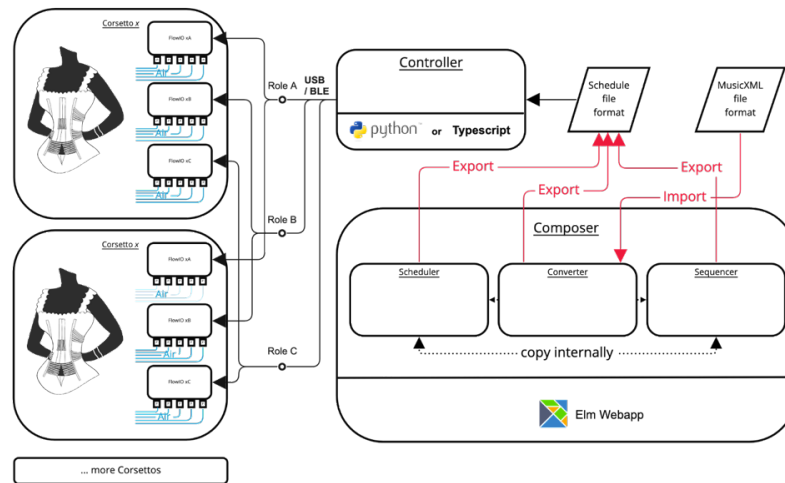 Corsetto x
FlowIO xA
Air
FlowIO xB
Air
FlowIO xC
Air
Corsetto x
FlowIO xA
Air
FlowIO xB
Air
FlowIO xC
Air
... more Corsettos
Role A
USB
/ BLE
Role B
Role C
Controller
python™ or Typescript
Schedule
file
format
MusicXML
file
format
Export
Export
Export
Import
Composer
Scheduler
Converter
Sequencer
copy internally
Elm Webapp